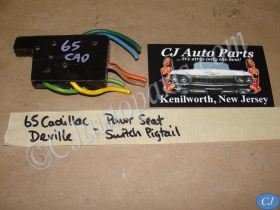 65
CAD
CJ Auto Parts
...We strip only the best!
Kenilworth, New Jersey
65 Cadillac - Power Seat
Deville - Switch Pigtail
CJ